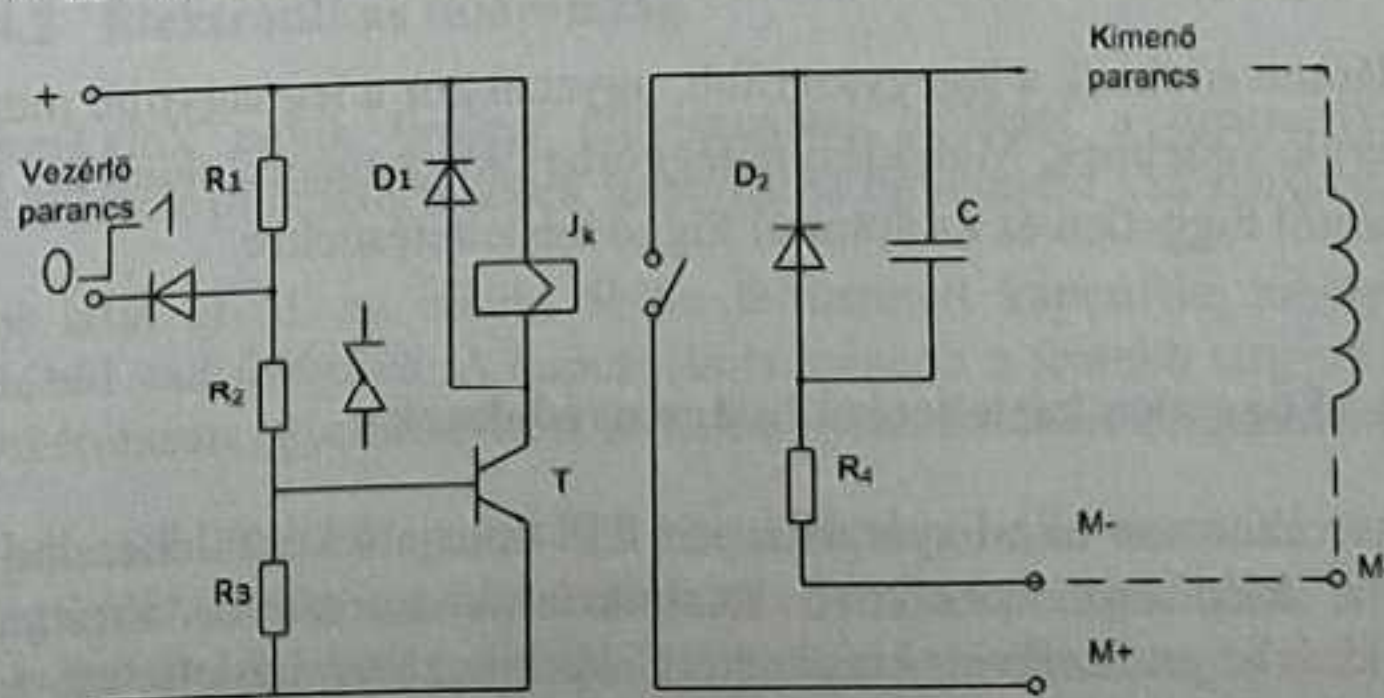 Kimenő
parancs
+
Vezérlő
parancs
0
1
R1
D1
Jk
D2
C
R2
T
R4
R3
M-
M
M+